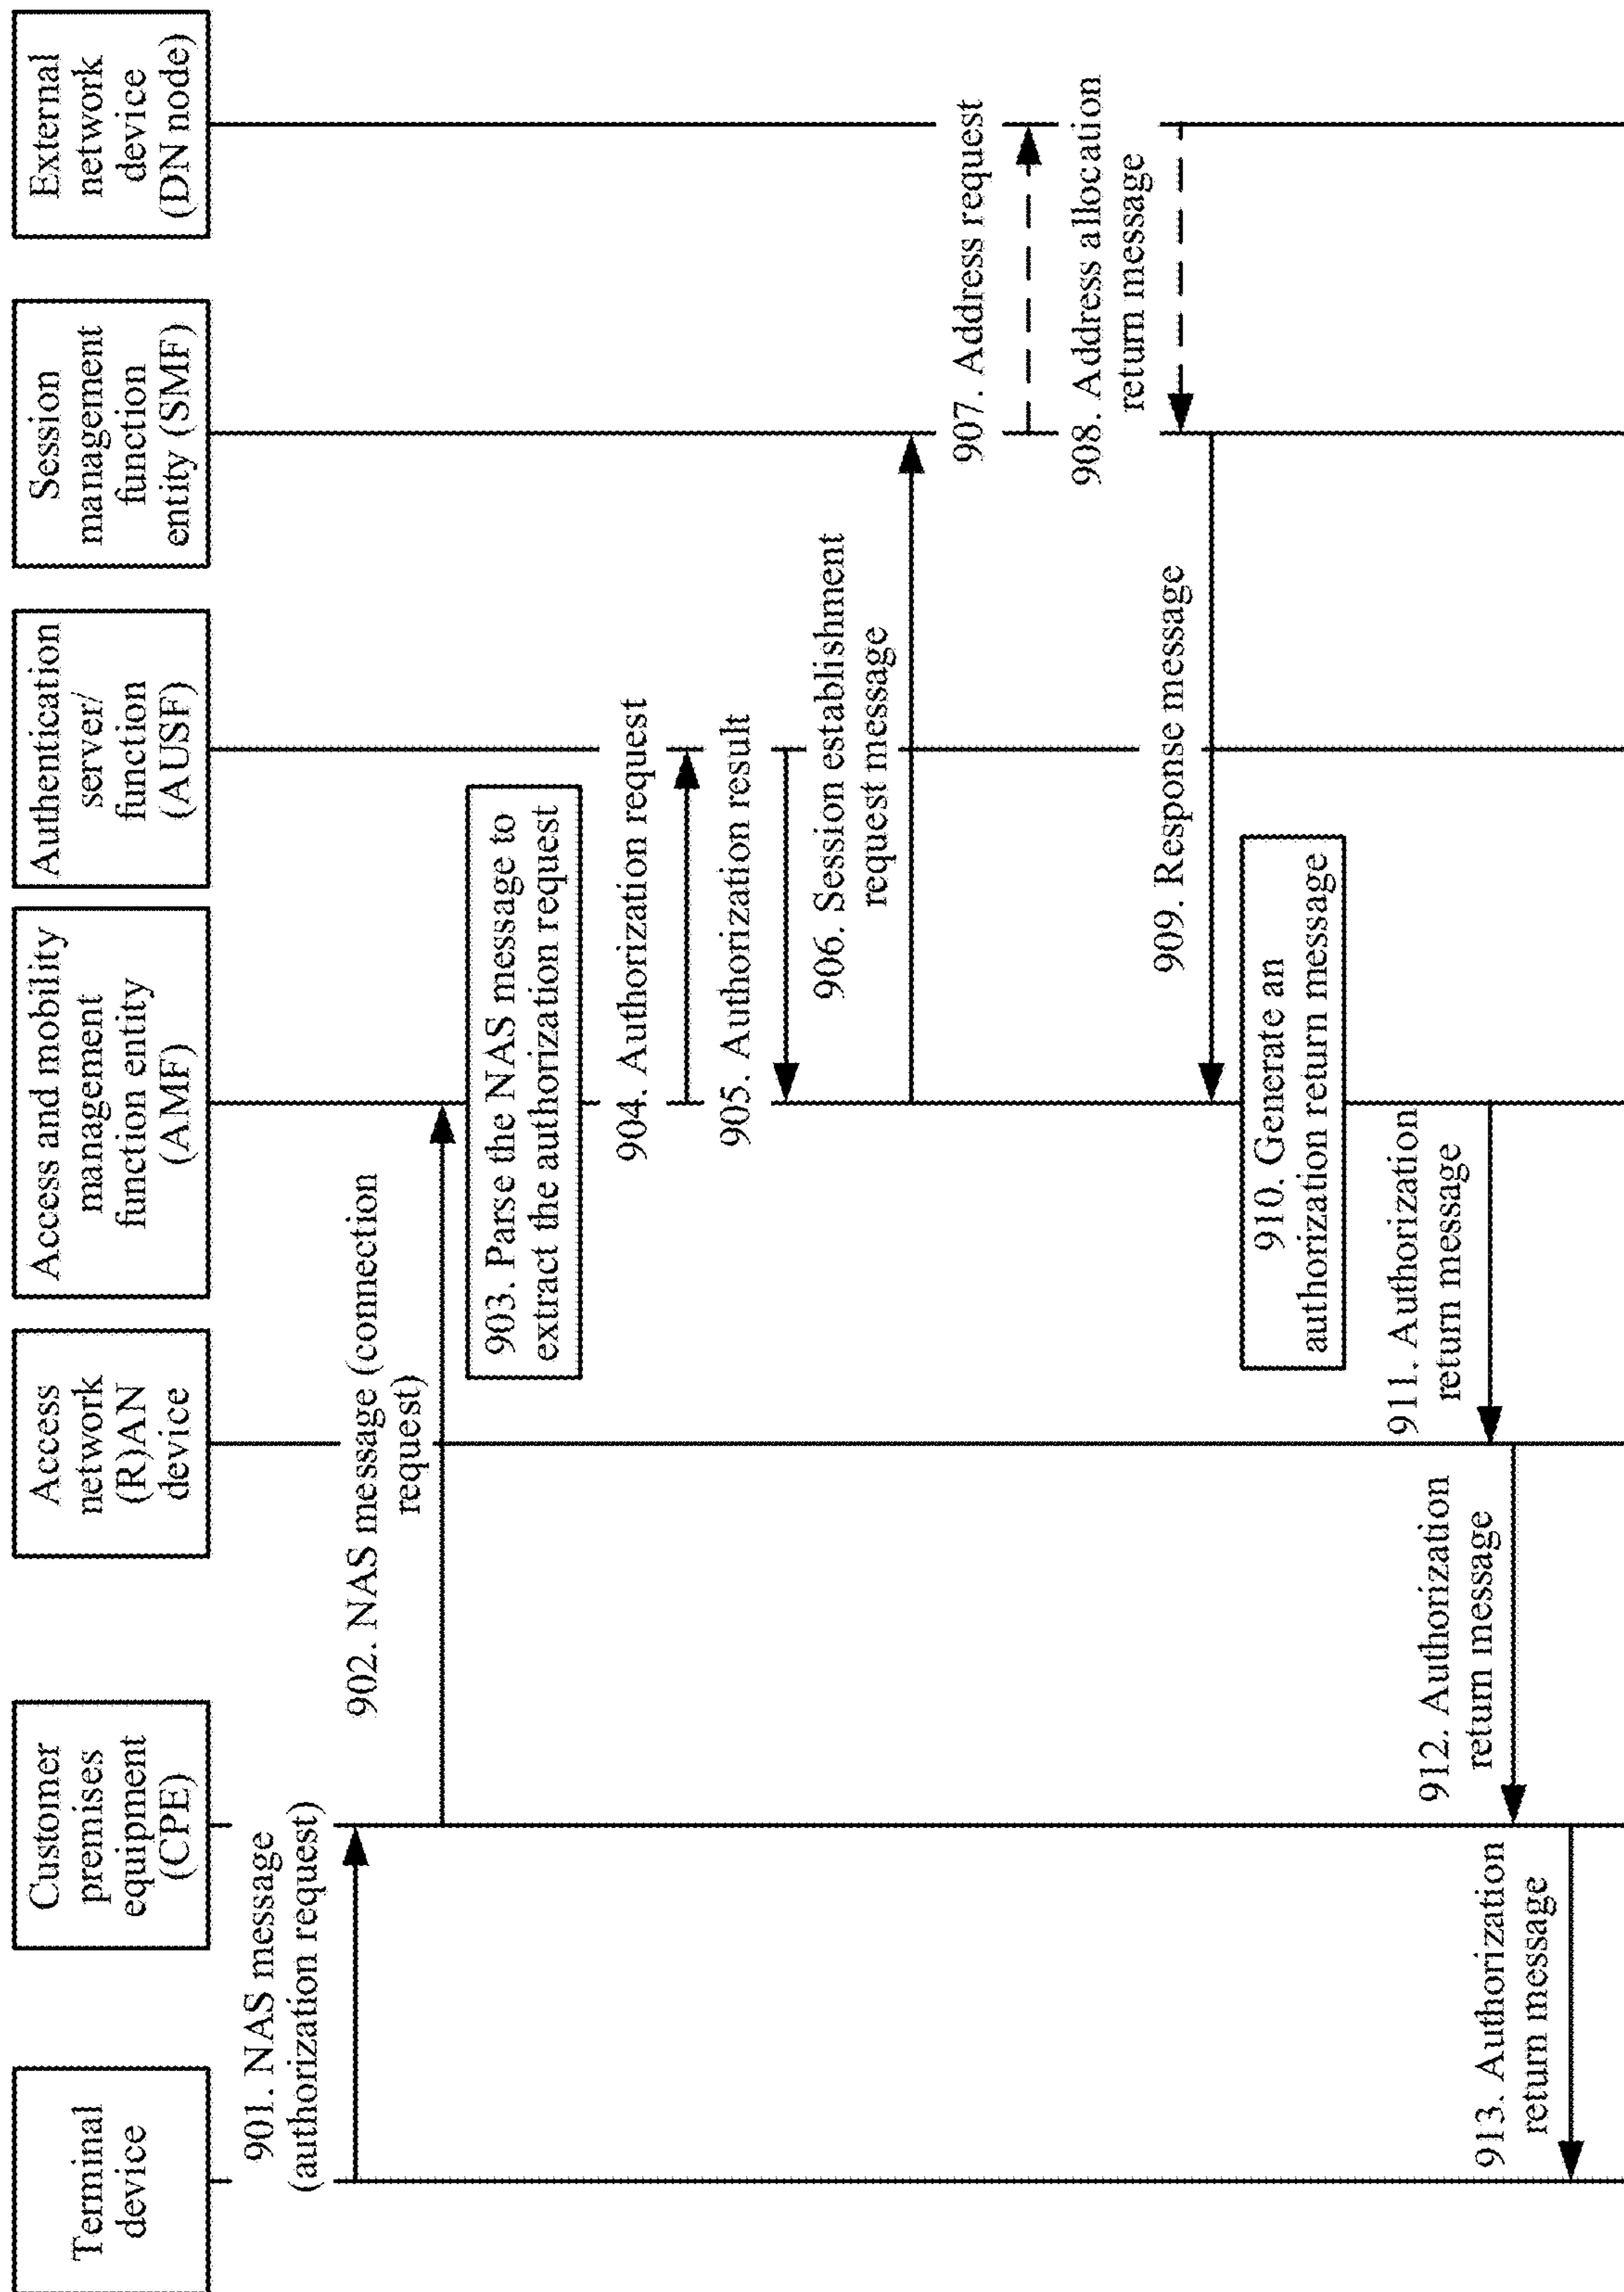 Terminal
device
Customer
premises
equipment
(CPE)
Access
network
(R)AN
device
Access and mobility
management
function entity
(AMF)
Authentication
server/
function
(AUSF)
Session
management
function
entity (SMF)
External
network
device
(DN node)
901. NAS message
(authorization request)
902. NAS message (connection
request)
903. Parse the NAS message to
extract the authorization request
904. Authorization request
905. Authorization result
906. Session establishment
request message
907. Address request
908. Address allocation
return message
909. Response message
910. Generate an
authorization return message
911. Authorization
return message
912. Authorization
return message
913. Authorization
return message